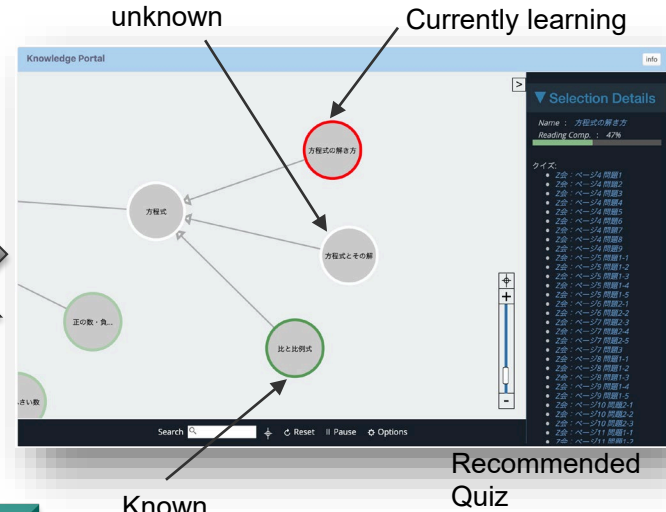 unknown
Currently learning
Knowledge Portal
info
>
▼ Selection Details
Name : 方程式の解き方
Reading Comp. : 47%
クイズ:
Z会：ページ4 問題1
Z会：ページ4 問題2
Z会：ページ4 問題3
Z会：ページ4 問題4
Z会：ページ4 問題5
Z会：ページ4 問題6
Z会：ページ4 問題7
Z会：ページ4 問題8
Z会：ページ4 問題9
Z会：ページ5 問題1-1
Z会：ページ5 問題1-2
Z会：ページ5 問題1-3
Z会：ページ5 問題1-4
Z会：ページ5 問題1-5
Z会：ページ6 問題2-1
Z会：ページ6 問題2-2
Z会：ページ7 問題2-3
Z会：ページ7 問題2-4
Z会：ページ7 問題2-5
Z会：ページ7 問題3
Z会：ページ8 問題1-1
Z会：ページ8 問題1-2
Z会：ページ8 問題1-3
Z会：ページ9 問題1-4
Z会：ページ9 問題1-5
Z会：ページ10 問題2-1
Z会：ページ10 問題2-2
Z会：ページ10 問題2-3
Z会：ページ11 問題1-1
Z会：ページ11 問題1-2
方程式の解き方
方程式
方程式とその解
正の数・負...
比と比例式
さい数
+
-
Search
Reset
Pause
Options
Recommended
Quiz
Known